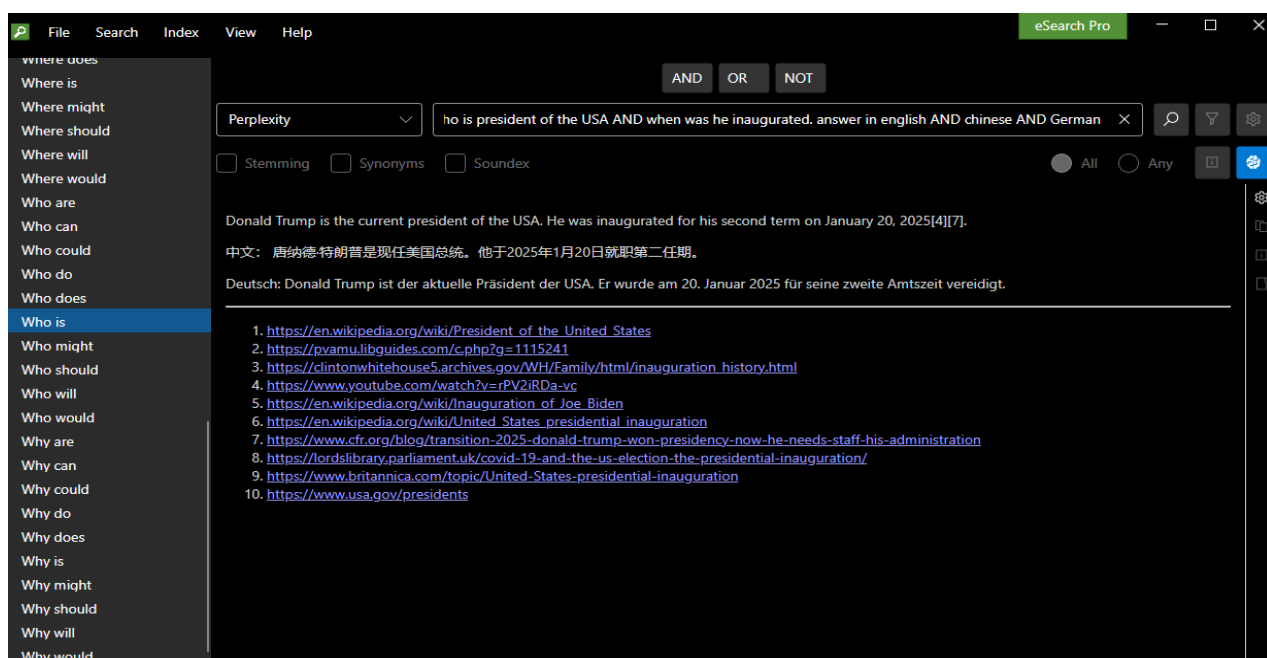 File Search Index View Help eSearch Pro
Where does
Where is
Where might
Where should
Where will
Where would
Who are
Who can
Who could
Who do
Who does
Who is
Who might
Who should
Who will
Who would
Why are
Why can
Why could
Why do
Why does
Why is
Why might
Why should
Why will
Why would
AND OR NOT
Perplexity
ho is president of the USA AND when was he inaugurated. answer in english AND chinese AND German
Stemming Synonyms Soundex All Any
Donald Trump is the current president of the USA. He was inaugurated for his second term on January 20, 2025[4][7].
中文： 唐纳德·特朗普是现任美国总统。他于2025年1月20日就职第二任期。
Deutsch: Donald Trump ist der aktuelle Präsident der USA. Er wurde am 20. Januar 2025 für seine zweite Amtszeit vereidigt.
1. https://en.wikipedia.org/wiki/President_of_the_United_States
2. https://pvamu.libguides.com/c.php?g=1115241
3. https://clintonwhitehouse5.archives.gov/WH/Family/html/inauguration_history.html
4. https://www.youtube.com/watch?v=rPV2iRDa-vc
5. https://en.wikipedia.org/wiki/Inauguration_of_Joe_Biden
6. https://en.wikipedia.org/wiki/United_States_presidential_inauguration
7. https://www.cfr.org/blog/transition-2025-donald-trump-won-presidency-now-he-needs-staff-his-administration
8. https://lordslibrary.parliament.uk/covid-19-and-the-us-election-the-presidential-inauguration/
9. https://www.britannica.com/topic/United-States-presidential-inauguration
10. https://www.usa.gov/presidents